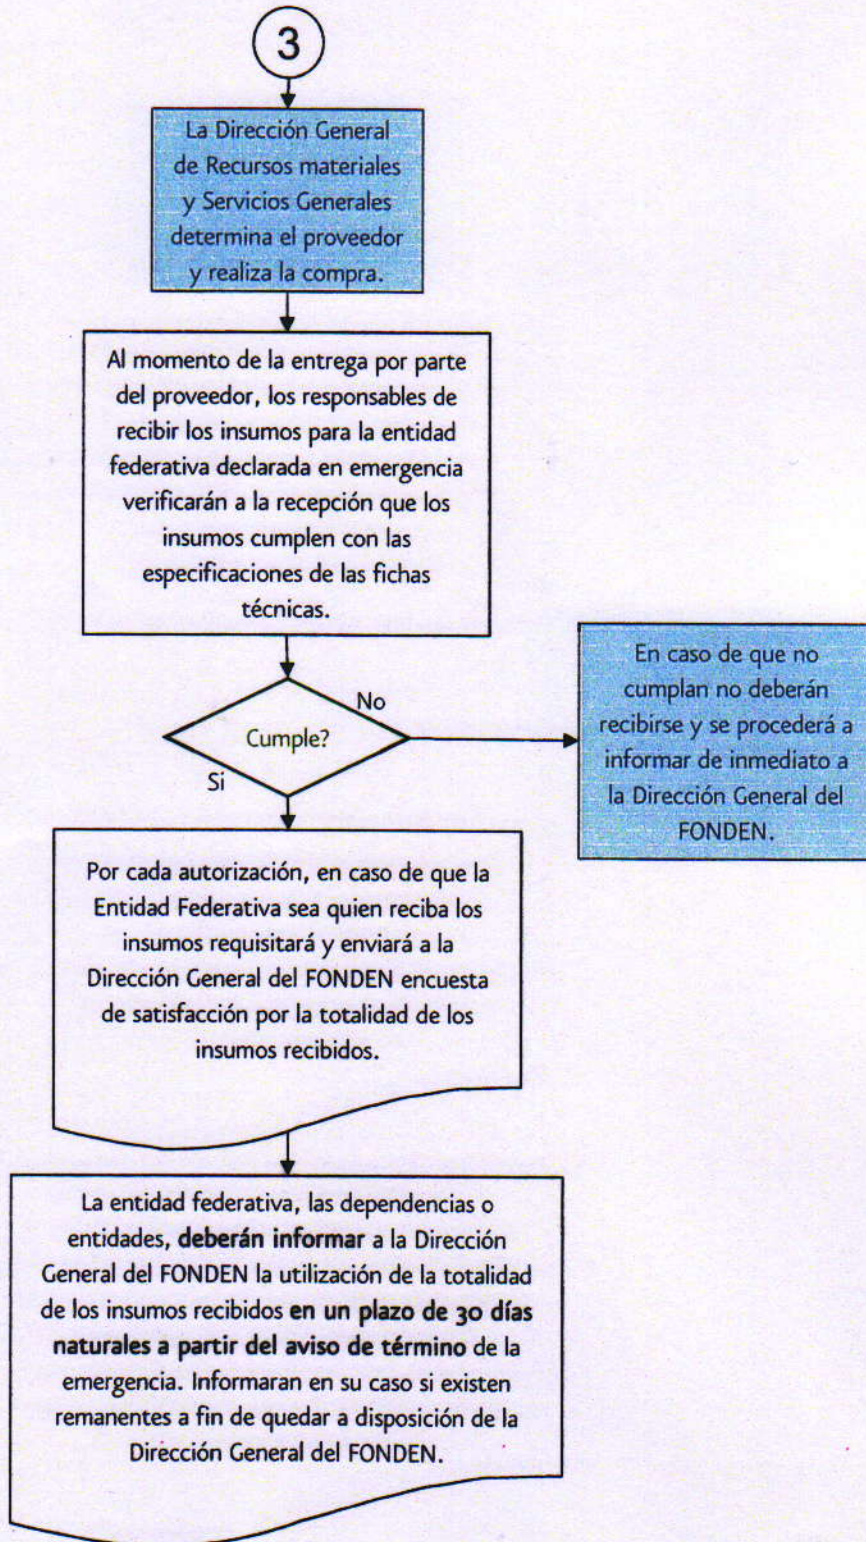 3
La Dirección General
de Recursos materiales
y Servicios Generales
determina el proveedor
y realiza la compra.
Al momento de la entrega por parte
del proveedor, los responsables de
recibir los insumos para la entidad
federativa declarada en emergencia
verificarán a la recepción que los
insumos cumplen con las
especificaciones de las fichas
técnicas.
Cumple?
No
Si
En caso de que no
cumplan no deberán
recibirse y se procederá a
informar de inmediato a
la Dirección General del
FONDEN.
Por cada autorización, en caso de que la
Entidad Federativa sea quien reciba los
insumos requisitará y enviará a la
Dirección General del FONDEN encuesta
de satisfacción por la totalidad de los
insumos recibidos.
La entidad federativa, las dependencias o
entidades, deberán informar a la Dirección
General del FONDEN la utilización de la totalidad
de los insumos recibidos en un plazo de 30 días
naturales a partir del aviso de término de la
emergencia. Informaran en su caso si existen
remanentes a fin de quedar a disposición de la
Dirección General del FONDEN.